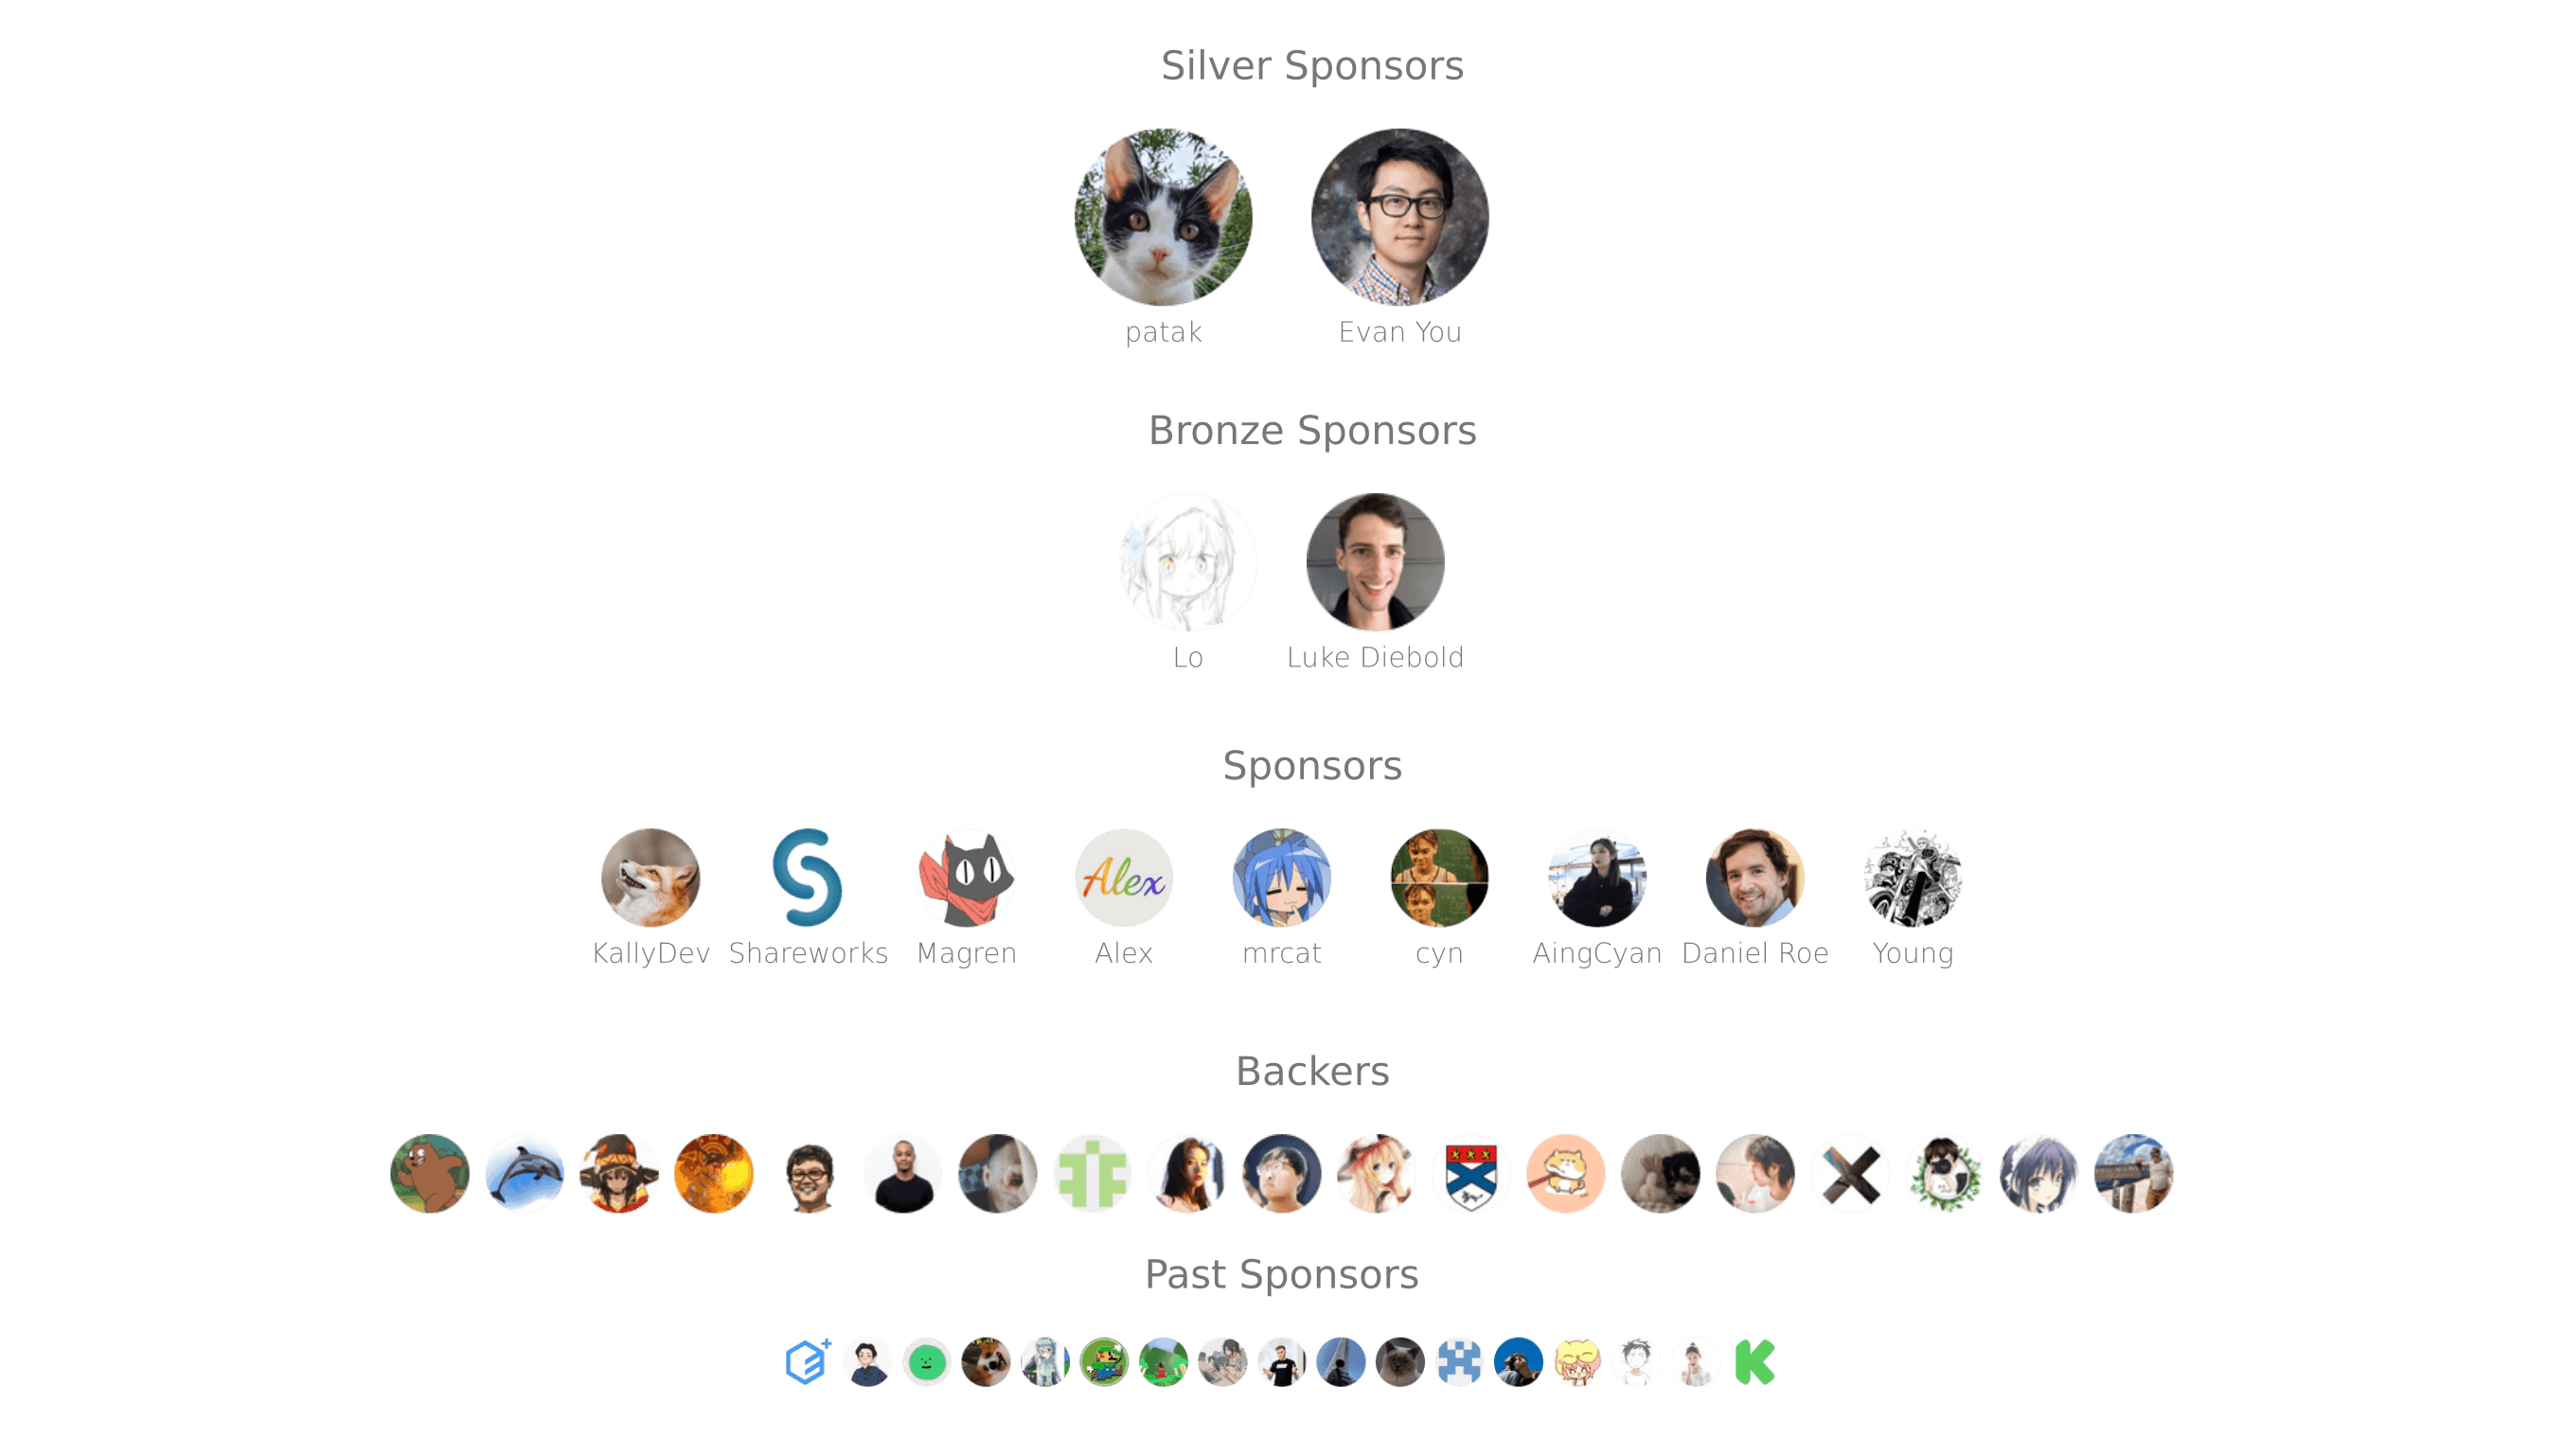 Silver Sponsors
patak
Evan You
Bronze Sponsors
Lo
Luke Diebold
Sponsors
Alex
KallyDev
Shareworks
Magren
Alex
mrcat
cyn
AingCyan
Daniel Roe
Young
Backers
Past Sponsors